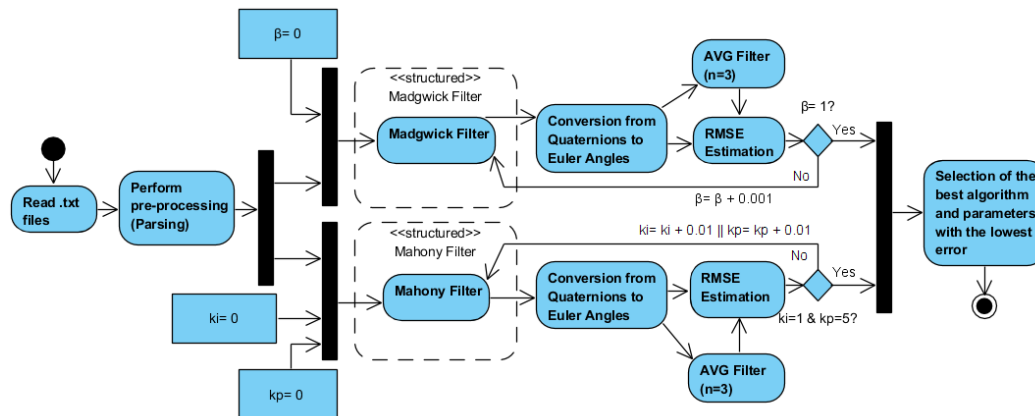 β= 0
<<structured>>
Madgwick Filter
Madgwick Filter
Conversion from
Quaternions to
Euler Angles
AVG Filter
(n=3)
RMSE
Estimation
β= 1?
Yes
No
β= β + 0.001
Read .txt
files
Perform
pre-processing
(Parsing)
Selection of the
best algorithm
and parameters
with the lowest
error
ki= 0
kp= 0
<<structured>>
Mahony Filter
Mahony Filter
ki= ki + 0.01 || kp= kp + 0.01
No
Conversion from
Quaternions to
Euler Angles
RMSE
Estimation
Yes
ki=1 & kp=5?
AVG Filter
(n=3)